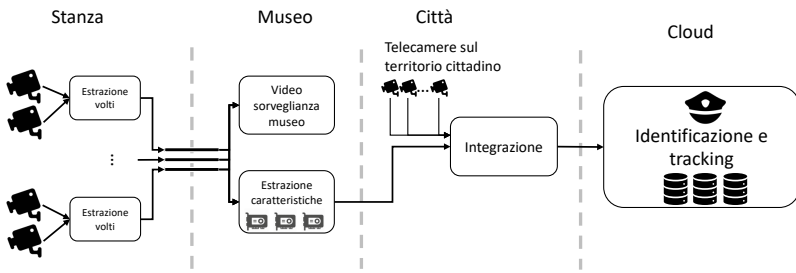 Stanza
Museo
Città
Cloud
Telecamere sul
territorio cittadino
Estrazione
volti
Video
sorveglianza
museo
...
Integrazione
Identificazione e
tracking
Estrazione
caratteristiche
Estrazione
volti